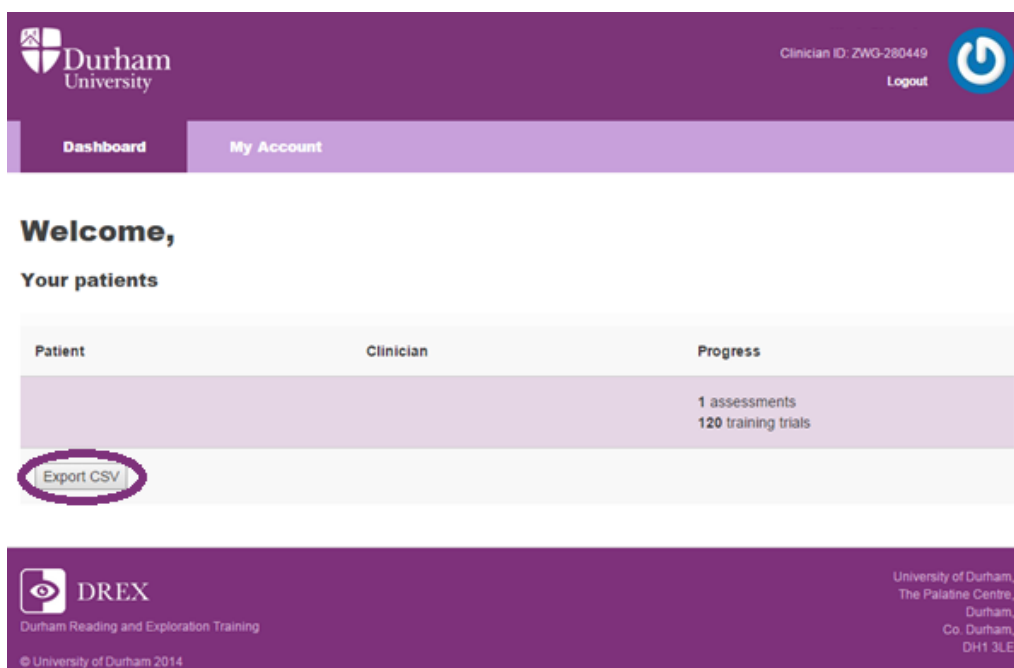 Durham
University
Clinician ID: ZWG-280449
Logout
Dashboard
My Account
Welcome,
Your patients
Patient
Clinician
Progress
1 assessments
120 training trials
Export CSV
DREX
Durham Reading and Exploration Training
© University of Durham 2014
University of Durham,
The Palatine Centre,
Durham,
Co. Durham,
DH1 3LE